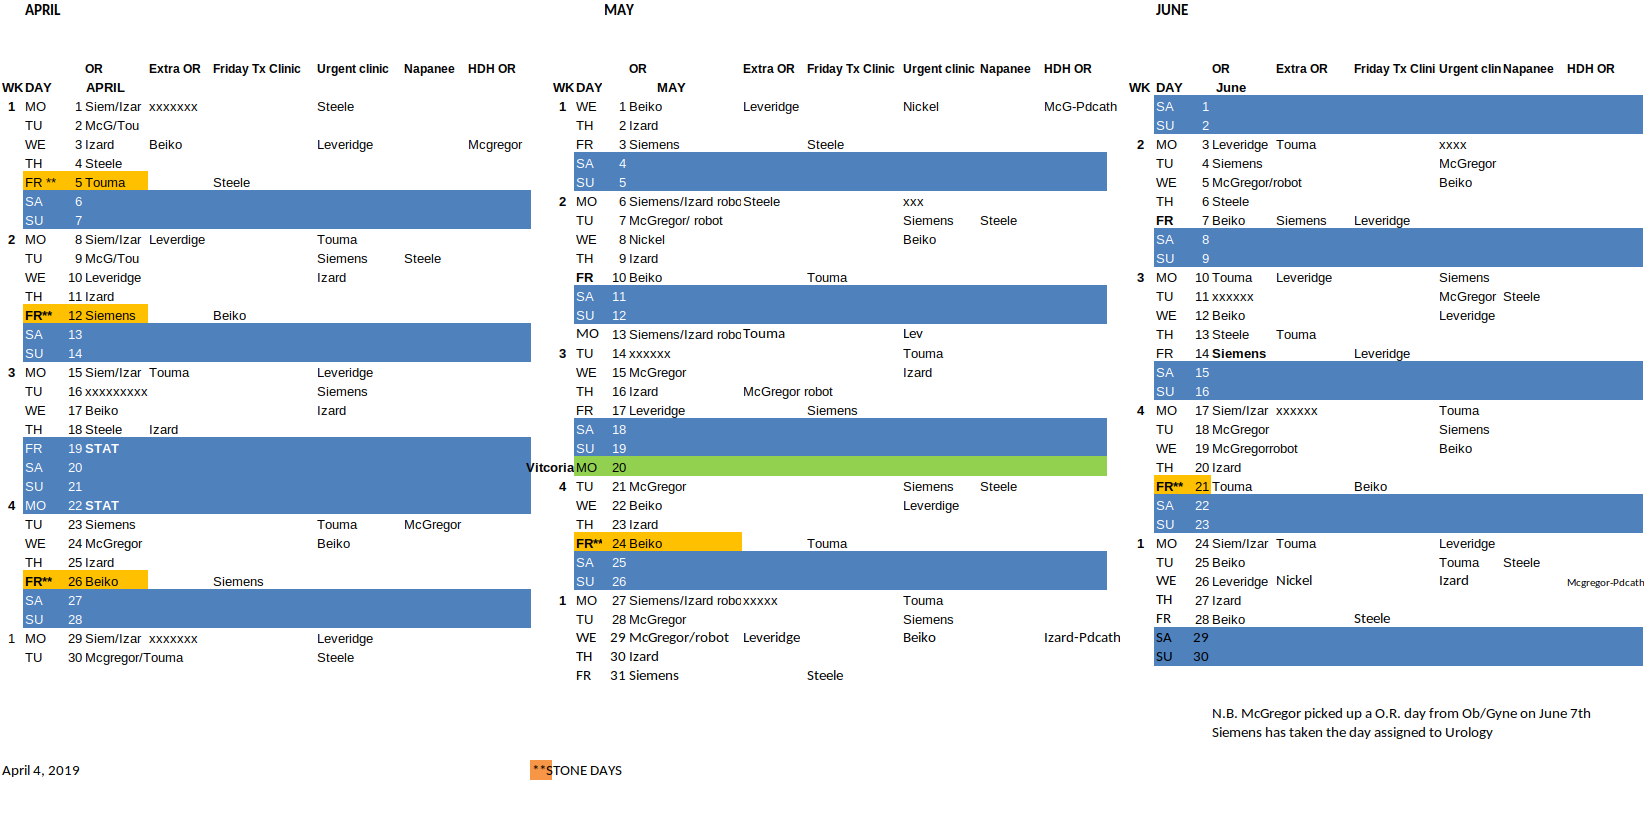 APRIL MAY JUNE
OR Extra OR Friday Tx Clinic Urgent clinic Napanee HDH OR OR Extra OR Friday Tx Clinic Urgent clinic Napanee HDH OR OR Extra OR Friday Tx Clini Urgent clin Napanee HDH OR
WK DAY APRIL WK DAY MAY WK DAY June
1 MO 1 Siem/Izar xxxxxxx Steele 1 WE 1 Beiko Leveridge Nickel McG-Pdcath SA 1
TU 2 McG/Tou TH 2 Izard SU 2
WE 3 Izard Beiko Leveridge Mcgregor FR 3 Siemens Steele 2 MO 3 Leveridge Touma xxxx
TH 4 Steele SA 4 TU 4 Siemens McGregor
FR ** 5 Touma Steele SU 5 WE 5 McGregor/robot Beiko
SA 6 2 MO 6 Siemens/Izard robo Steele xxx TH 6 Steele
SU 7 TU 7 McGregor/ robot Siemens Steele FR 7 Beiko Siemens Leveridge
2 MO 8 Siem/Izar Leverdige Touma WE 8 Nickel Beiko SA 8
TU 9 McG/Tou Siemens Steele TH 9 Izard SU 9
WE 10 Leveridge Izard FR 10 Beiko Touma 3 MO 10 Touma Leveridge Siemens
TH 11 Izard SA 11 TU 11 xxxxxx McGregor Steele
FR** 12 Siemens Beiko SU 12 WE 12 Beiko Leveridge
SA 13 MO 13 Siemens/Izard robo Touma Lev TH 13 Steele Touma
SU 14 3 TU 14 xxxxxx Touma FR 14 Siemens Leveridge
3 MO 15 Siem/Izar Touma Leveridge WE 15 McGregor Izard SA 15
TU 16 xxxxxxxxx Siemens TH 16 Izard McGregor robot SU 16
WE 17 Beiko Izard FR 17 Leveridge Siemens 4 MO 17 Siem/Izar xxxxxx Touma
TH 18 Steele Izard SA 18 TU 18 McGregor Siemens
FR 19 STAT SU 19 WE 19 McGregorrobot Beiko
SA 20 Vitcoria MO 20 TH 20 Izard
SU 21 4 TU 21 McGregor Siemens Steele FR** 21 Touma Beiko
4 MO 22 STAT WE 22 Beiko Leverdige SA 22
TU 23 Siemens Touma McGregor TH 23 Izard SU 23
WE 24 McGregor Beiko FR** 24 Beiko Touma 1 MO 24 Siem/Izar Touma Leveridge
TH 25 Izard SA 25 TU 25 Beiko Touma Steele
FR** 26 Beiko Siemens SU 26 WE 26 Leveridge Nickel Izard Mcgregor-Pdcath
SA 27 1 MO 27 Siemens/Izard robo xxxxx Touma TH 27 Izard
SU 28 TU 28 McGregor Siemens FR 28 Beiko Steele
1 MO 29 Siem/Izar xxxxxxx Leveridge WE 29 McGregor/robot Leveridge Beiko Izard-Pdcath SA 29
TU 30 Mcgregor/Touma Steele TH 30 Izard SU 30
FR 31 Siemens Steele
N.B. McGregor picked up a O.R. day from Ob/Gyne on June 7th
Siemens has taken the day assigned to Urology
April 4, 2019 **STONE DAYS